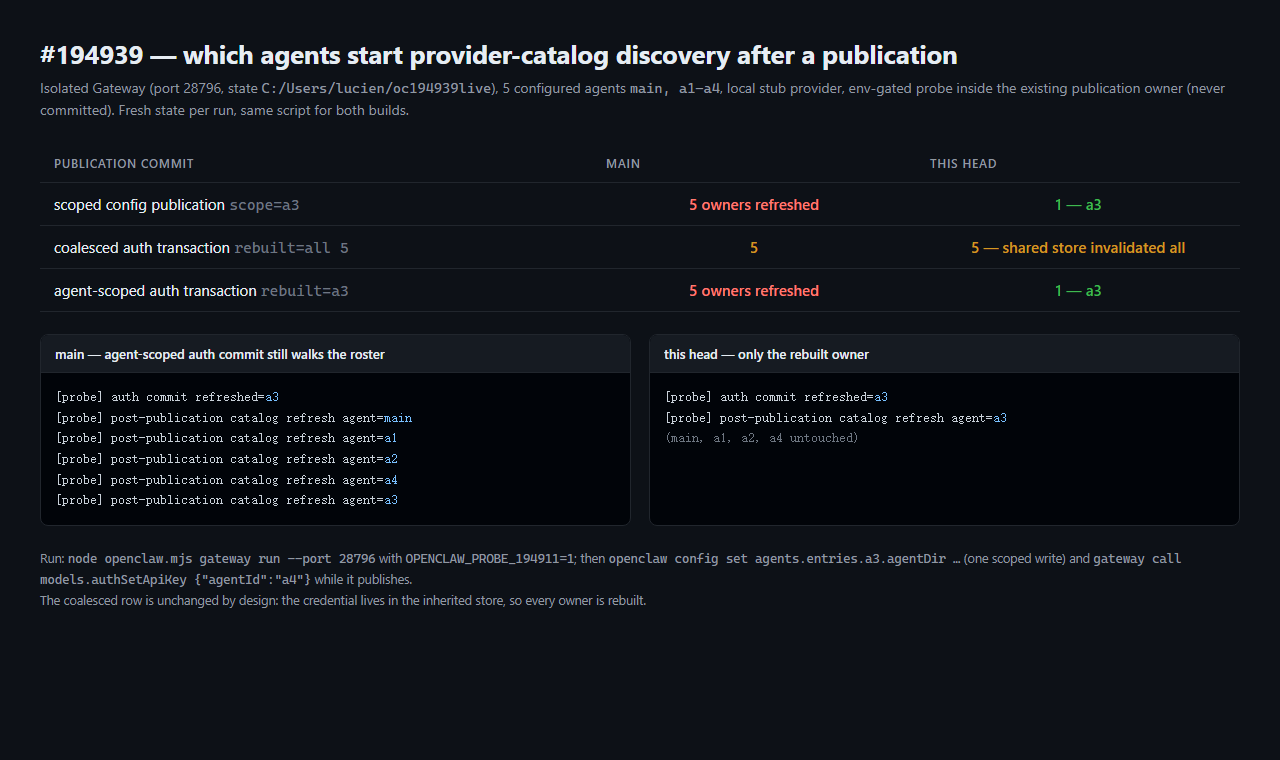 #194939 — which agents start provider-catalog discovery after a publication
Isolated Gateway (port 28796, state C:/Users/lucien/oc194939live), 5 configured agents main, a1–a4, local stub provider, env-gated probe inside the existing publication owner (never
committed). Fresh state per run, same script for both builds.
PUBLICATION COMMIT MAIN THIS HEAD
scoped config publication scope=a3 5 owners refreshed 1 — a3
coalesced auth transaction rebuilt=all 5 5 5 — shared store invalidated all
agent-scoped auth transaction rebuilt=a3 5 owners refreshed 1 — a3
main — agent-scoped auth commit still walks the roster
[probe] auth commit refreshed=a3
[probe] post-publication catalog refresh agent=main
[probe] post-publication catalog refresh agent=a1
[probe] post-publication catalog refresh agent=a2
[probe] post-publication catalog refresh agent=a4
[probe] post-publication catalog refresh agent=a3
this head — only the rebuilt owner
[probe] auth commit refreshed=a3
[probe] post-publication catalog refresh agent=a3
(main, a1, a2, a4 untouched)
Run: node openclaw.mjs gateway run --port 28796 with OPENCLAW_PROBE_194911=1; then openclaw config set agents.entries.a3.agentDir … (one scoped write) and gateway call
models.authSetApiKey {"agentId":"a4"} while it publishes.
The coalesced row is unchanged by design: the credential lives in the inherited store, so every owner is rebuilt.